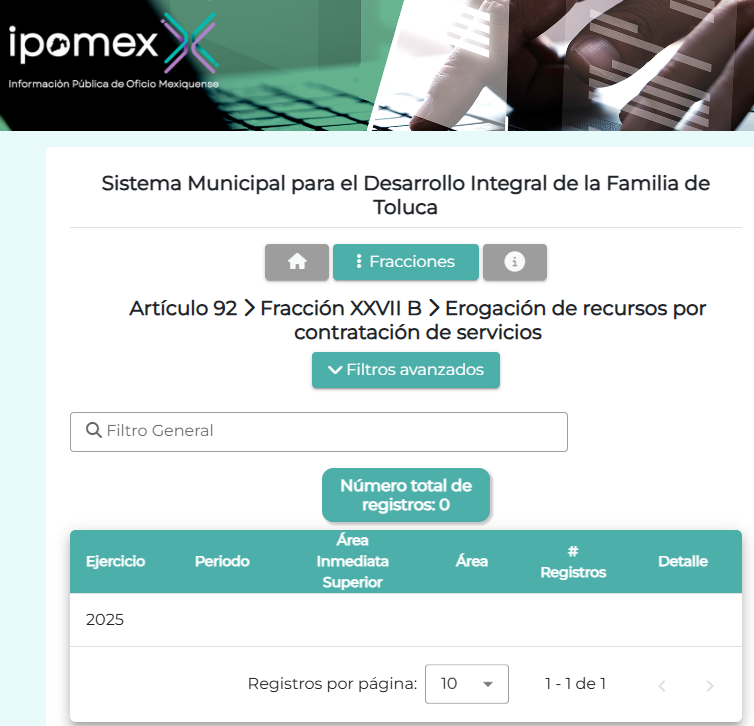 ipomex
Información Pública de Oficio Mexiquense
Sistema Municipal para el Desarrollo Integral de la Familia de
Toluca
Fracciones
Artículo 92 > Fracción XXVII B > Erogación de recursos por
contratación de servicios
Filtros avanzados
Filtro General
Número total de
registros: 0
Ejercicio Periodo Área Inmediata Superior Área # Registros Detalle
2025
Registros por página: 10 1 - 1 de 1